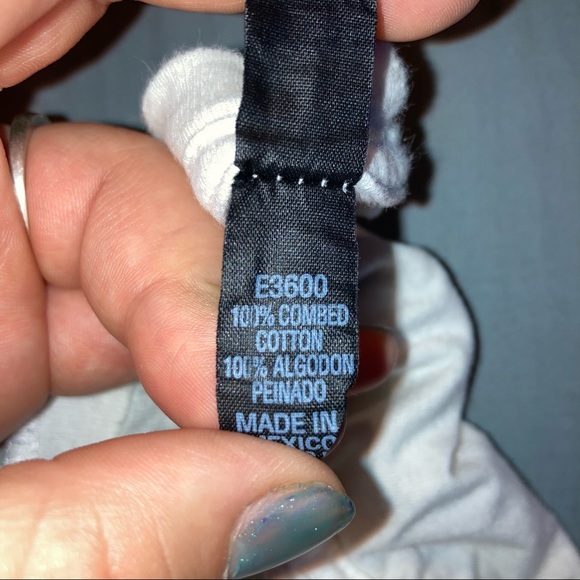 E3600
100% COMBED
COTTON
100% ALGODON
PEINADO
MADE IN
MEXICO